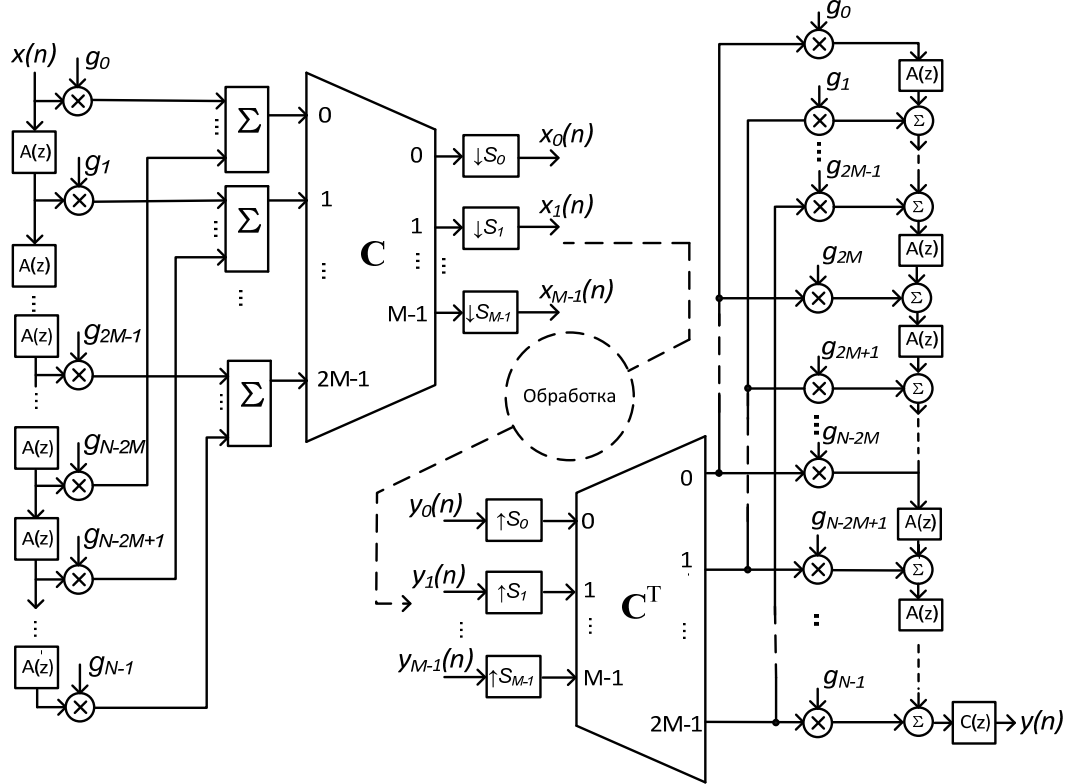 x(n)
g0
A(z)
g1
A(z)
A(z)
g2M-1
A(z)
gN-2M
A(z)
gN-2M+1
A(z)
gN-1
Σ
Σ
Σ
0
1
2M-1
C
0
1
M-1
↓S0
↓S1
↓SM-1
x0(n)
x1(n)
xM-1(n)
Обработка
y0(n)
y1(n)
yM-1(n)
↑S0
↑S1
↑SM-1
0
1
M-1
C^T
0
1
2M-1
g0
A(z)
g1
Σ
g2M-1
Σ
A(z)
g2M
Σ
A(z)
g2M+1
Σ
gN-2M
A(z)
gN-2M+1
Σ
A(z)
gN-1
Σ
C(z)
y(n)